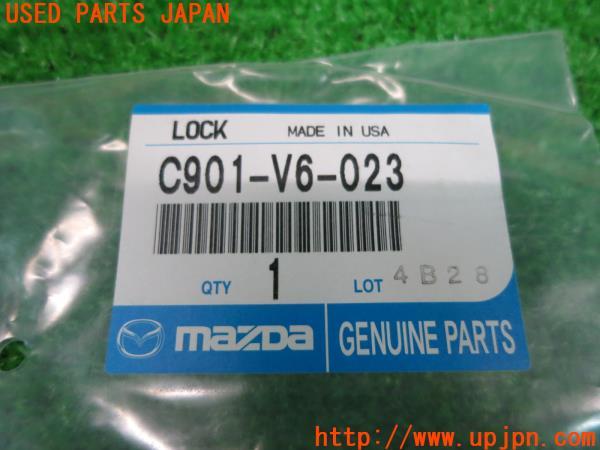 USED PARTS JAPAN
LOCK MADE IN USA
C901-V6-023
QTY 1 LOT 4B28
mazda GENUINE PARTS
http://www.upjpn.com